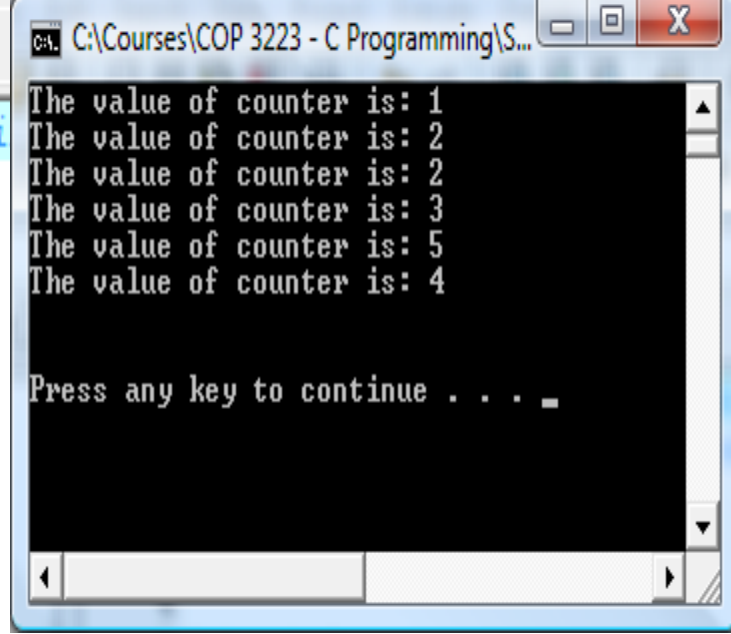 C:\Courses\COP 3223 - C Programming\S...
The value of counter is: 1
The value of counter is: 2
The value of counter is: 2
The value of counter is: 3
The value of counter is: 5
The value of counter is: 4
Press any key to continue . . . _